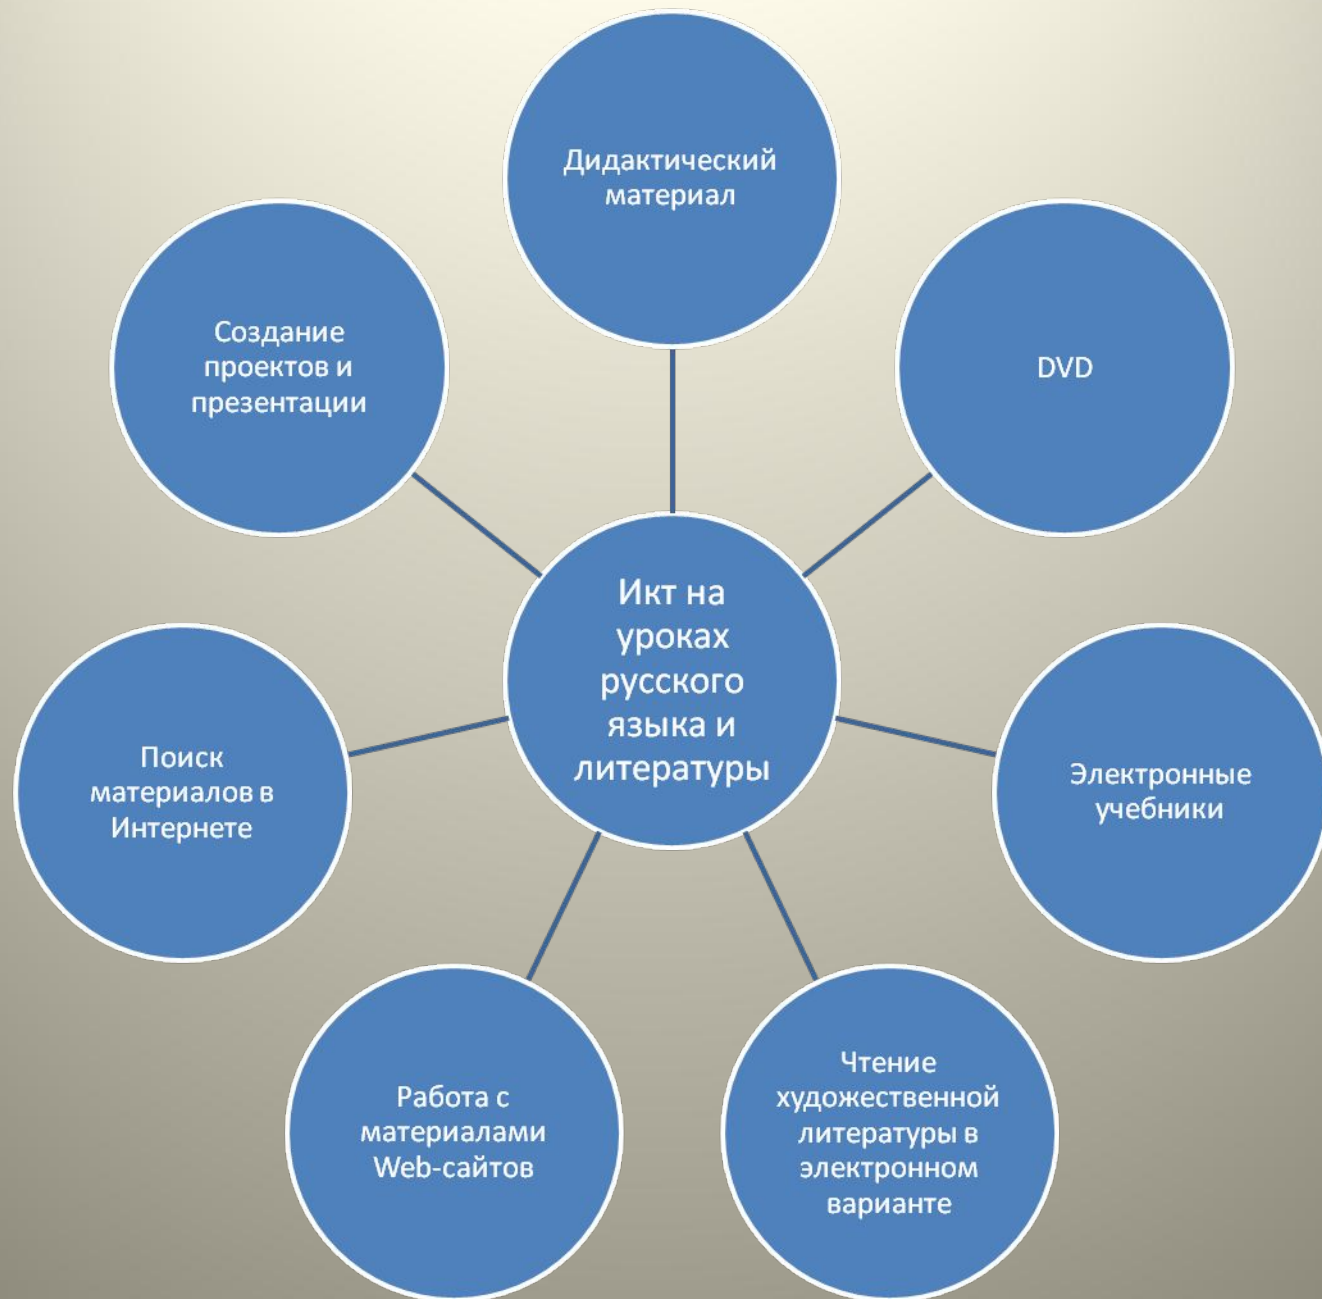 Дидактический
материал
Создание
проектов и
презентации
DVD
Икт на
уроках
русского
языка и
литературы
Поиск
материалов в
Интернете
Электронные
учебники
Работа с
материалами
Web-сайтов
Чтение
художественной
литературы в
электронном
варианте